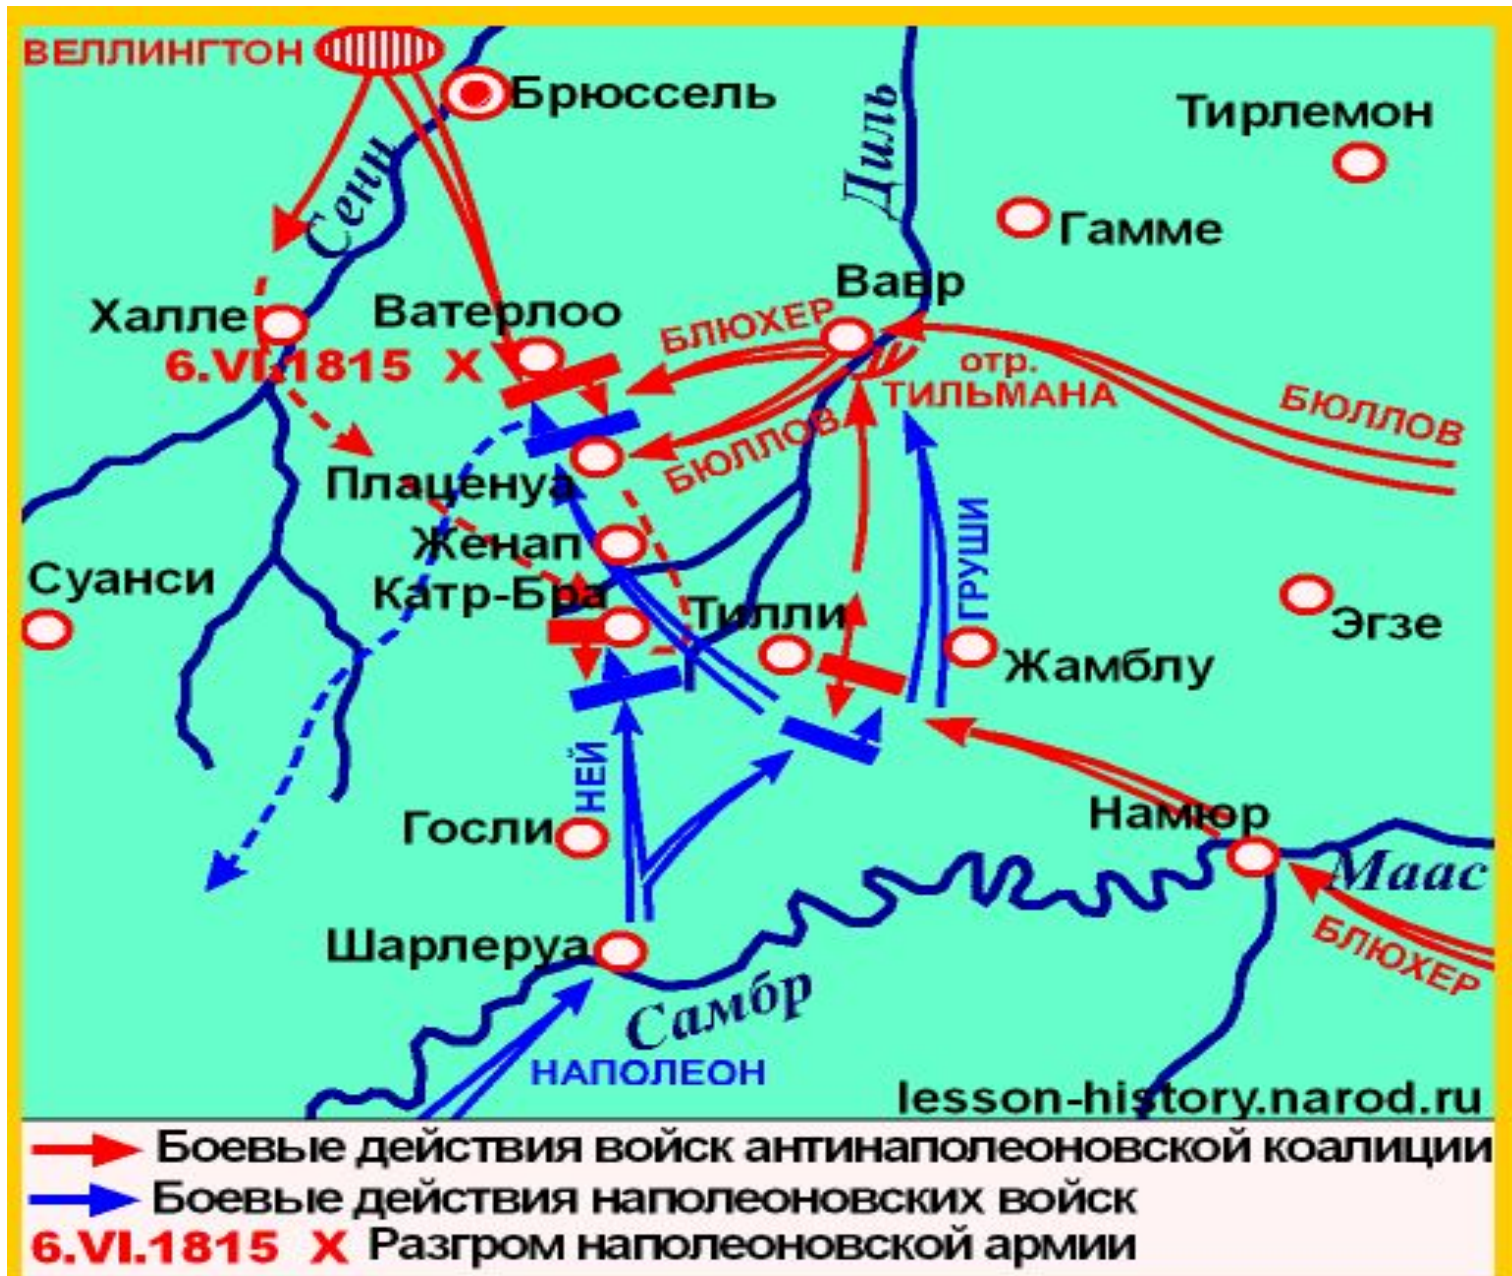 ВЕЛЛИНГТОН
Брюссель
Тирлемон
Диль
Сенн
Гамме
Вавр
Халле
Ватерлоо
БЛЮХЕР
6.VI.1815 X
отр.
ТИЛЬМАНА
БЮЛЛОВ
БЮЛЛОВ
Плаценуа
Женап
ГРУШИ
Суанси
Катр-Бра
Тилли
Эгзе
Жамблу
НЕЙ
Госли
Намюр
Маас
Шарлеруа
БЛЮХЕР
Самбр
НАПОЛЕОН
lesson-history.narod.ru
Боевые действия войск антинаполеоновской коалиции
Боевые действия наполеоновских войск
6.VI.1815 X Разгром наполеоновской армии